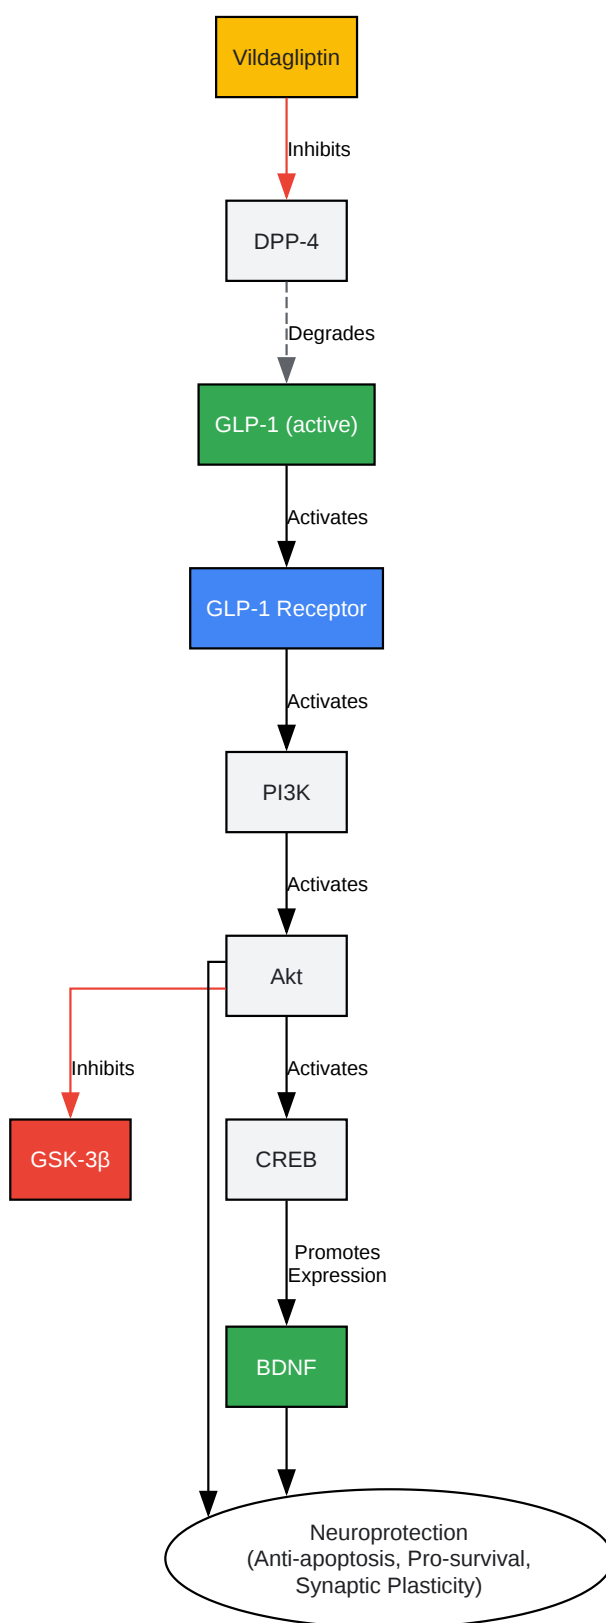 Vildagliptin
Inhibits
DPP-4
Degrades
GLP-1 (active)
Activates
GLP-1 Receptor
Activates
PI3K
Activates
Akt
Inhibits
Activates
GSK-3β
CREB
Promotes
Expression
BDNF
Neuroprotection
(Anti-apoptosis, Pro-survival,
Synaptic Plasticity)